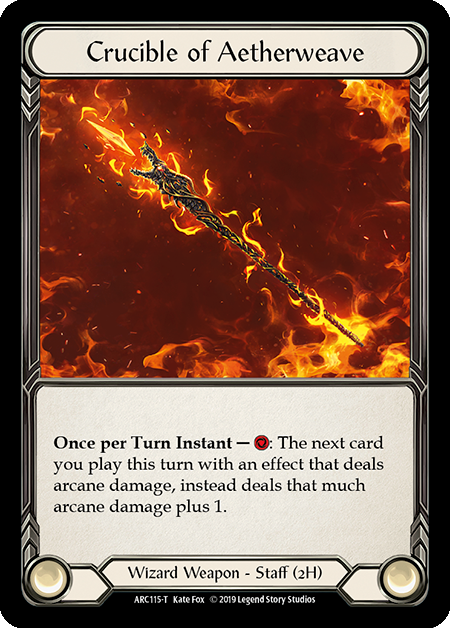 Crucible of Aetherweave
Once per Turn Instant — : The next card
you play this turn with an effect that deals
arcane damage, instead deals that much
arcane damage plus 1.
Wizard Weapon - Staff (2H)
ARC115-T Kate Fox © 2019 Legend Story Studios